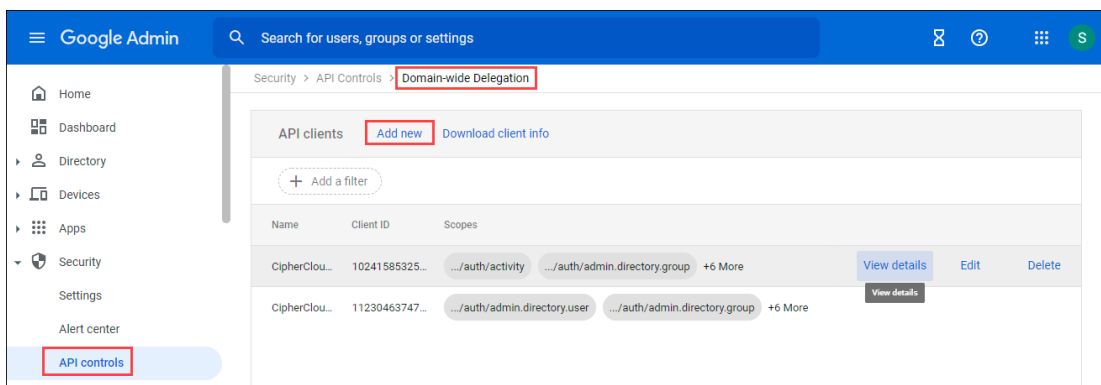 Google Admin
Search for users, groups or settings
S
Security > API Controls > Domain-wide Delegation
Home
Dashboard
Directory
Devices
Apps
Security
Settings
Alert center
API controls
API clients Add new Download client info
+ Add a filter
Name Client ID Scopes
CipherClou... 10241585325... .../auth/activity .../auth/admin.directory.group +6 More View details Edit Delete
View details
CipherClou... 11230463747... .../auth/admin.directory.user .../auth/admin.directory.group +6 More